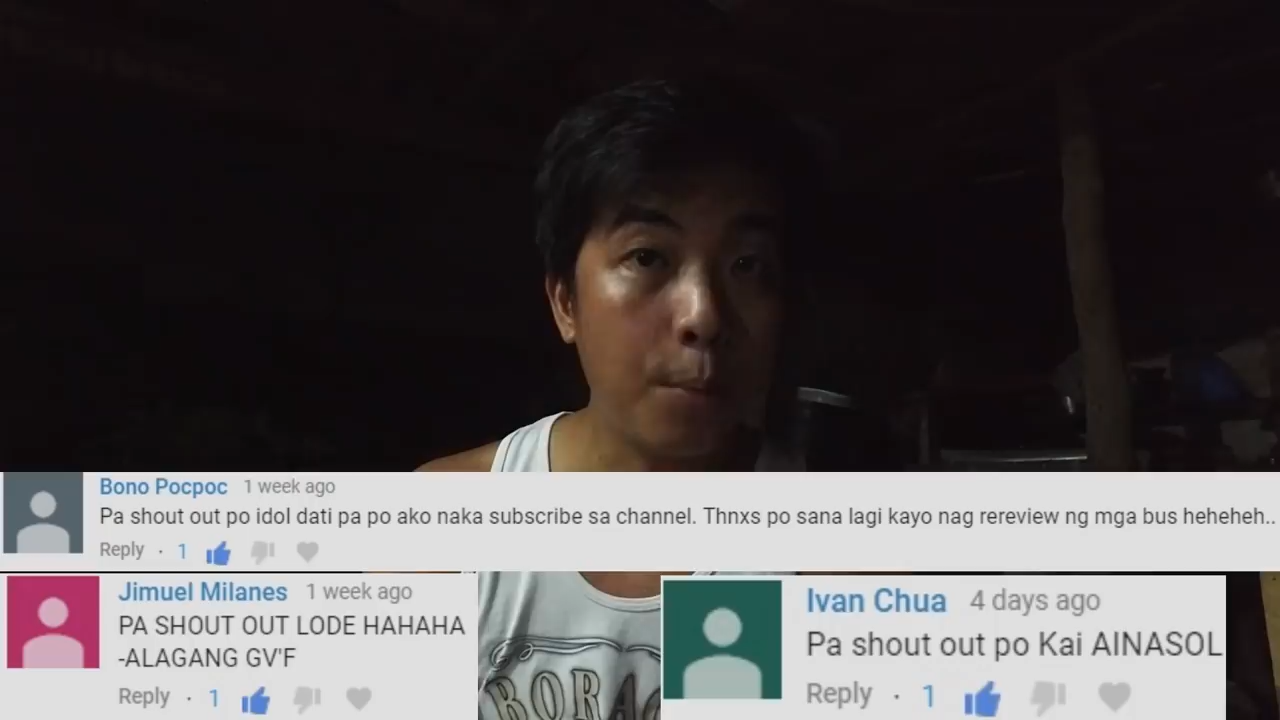 Bono Pocpoc 1 week ago
Pa shout out po idol dati pa po ako naka subscribe sa channel. Thnxs po sana lagi kayo nag rereview ng mga bus heheheh..
Reply · 1
Jimuel Milanes 1 week ago
PA SHOUT OUT LODE HAHAHA
-ALAGANG GV'F
Reply · 1
Ivan Chua 4 days ago
Pa shout out po Kai AINASOL
Reply · 1